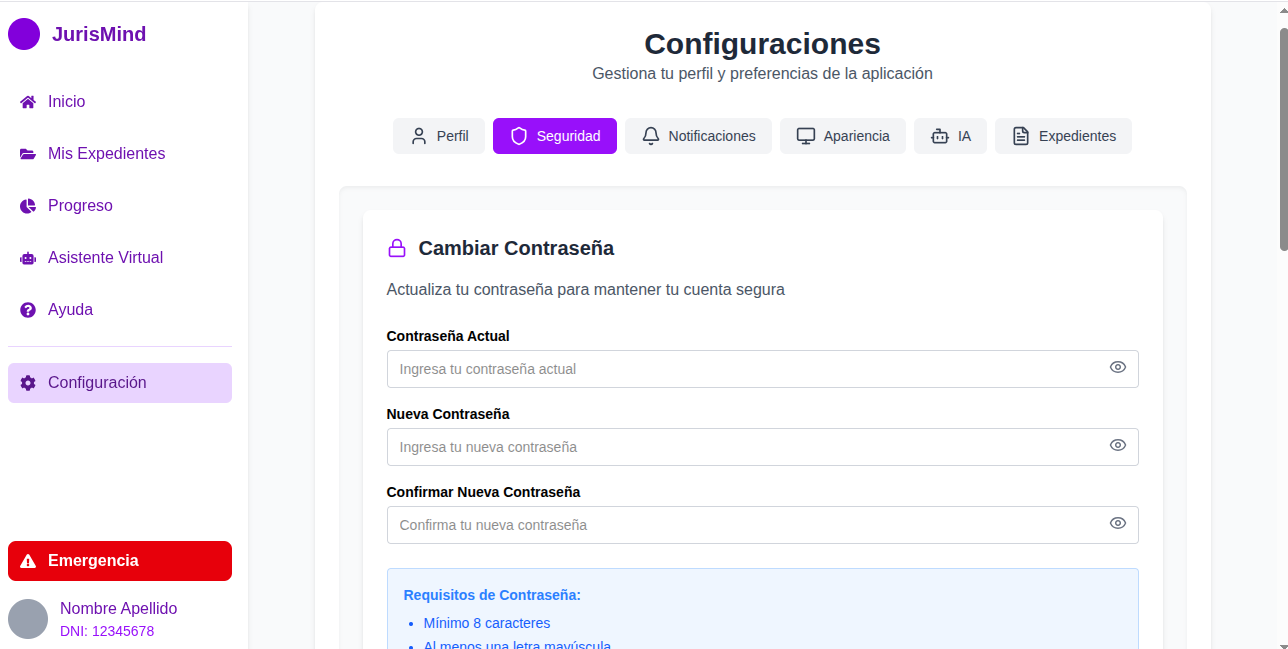 JurisMind
Inicio
Mis Expedientes
Progreso
Asistente Virtual
Ayuda
Configuración
Emergencia
Nombre Apellido
DNI: 12345678
Configuraciones
Gestiona tu perfil y preferencias de la aplicación
Perfil Seguridad Notificaciones Apariencia IA Expedientes
Cambiar Contraseña
Actualiza tu contraseña para mantener tu cuenta segura
Contraseña Actual
Ingresa tu contraseña actual
Nueva Contraseña
Ingresa tu nueva contraseña
Confirmar Nueva Contraseña
Confirma tu nueva contraseña
Requisitos de Contraseña:
Mínimo 8 caracteres
Al menos una letra mayúscula